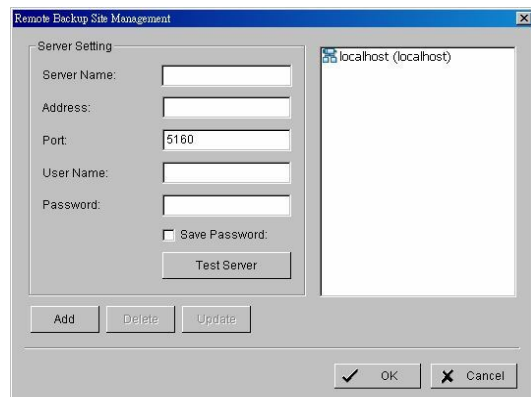 Remote Backup Site Management
Server Setting
Server Name:
Address:
Port:
5160
User Name:
Password:
Save Password:
Test Server
Add
Delete
Update
localhost (localhost)
OK
Cancel